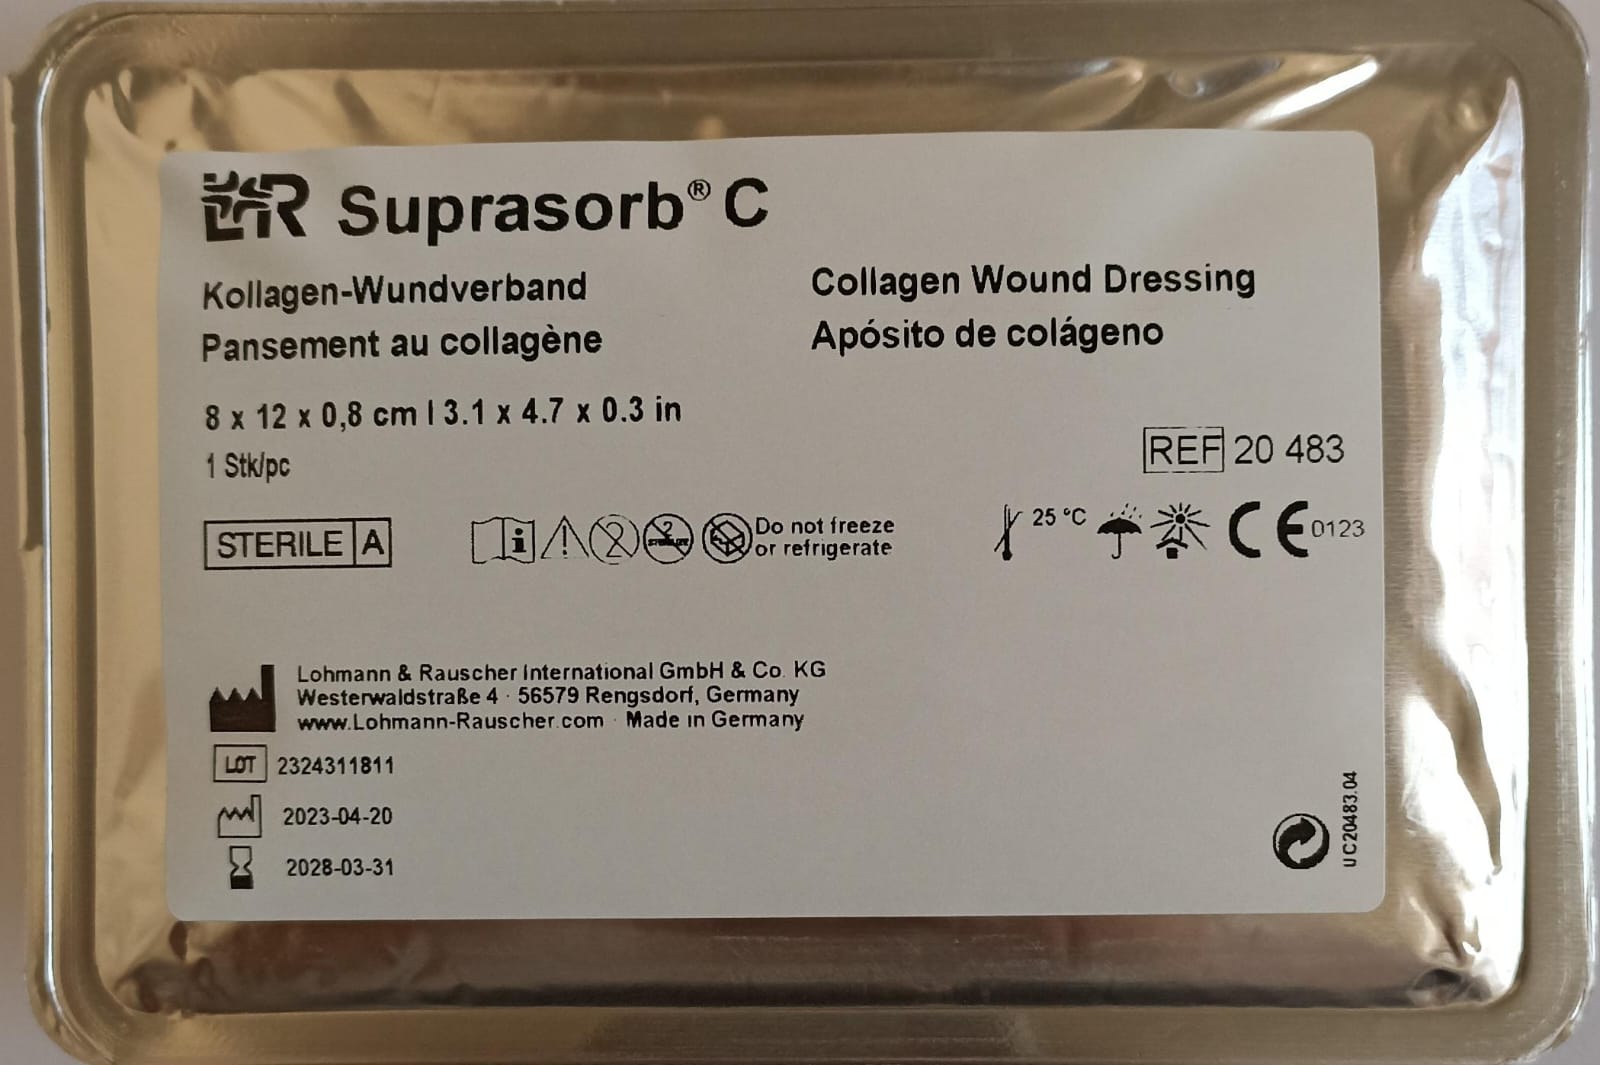 L&R Suprasorb® C
Kollagen-Wundverband
Pansement au collagène
Collagen Wound Dressing
Apósito de colágeno
8 x 12 x 0,8 cm | 3.1 x 4.7 x 0.3 in
1 Stk/pc
REF 20 483
STERILE A
i
2
2
STERILIZE
Do not freeze
or refrigerate
25 °C
CE 0123
Lohmann & Rauscher International GmbH & Co. KG
Westerwaldstraße 4 · 56579 Rengsdorf, Germany
www.Lohmann-Rauscher.com · Made in Germany
LOT 2324311811
2023-04-20
2028-03-31
UC20483.04